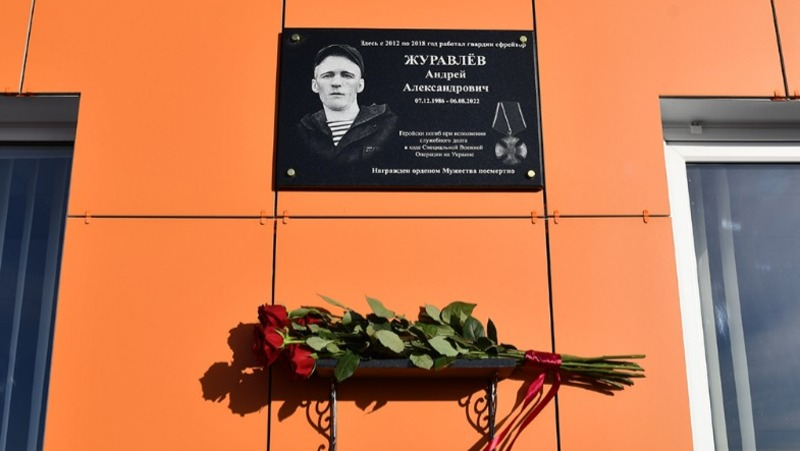 Здесь с 2012 по 2018 год работал гвардии ефрейтор
ЖУРАВЛЁВ
Андрей
Александрович
07.12.1986 - 06.08.2022
Геройски погиб при исполнении
служебного долга
в ходе Специальной Военной
Операции на Украине
Награжден орденом Мужества посмертно